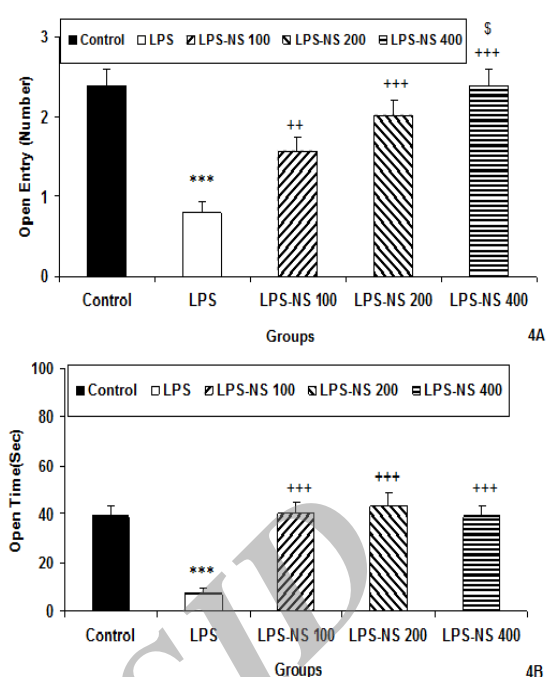 Control LPS LPS-NS 100 LPS-NS 200 LPS-NS 400
$
+++
+++
++
***
3
2
1
0
Open Entry (Number)
Control LPS LPS-NS 100 LPS-NS 200 LPS-NS 400
Groups
4A
Control LPS LPS-NS 100 LPS-NS 200 LPS-NS 400
100
80
60
40
20
0
Open Time(Sec)
+++ +++ +++
***
Control LPS LPS-NS 100 LPS-NS 200 LPS-NS 400
Groups
4B
SID